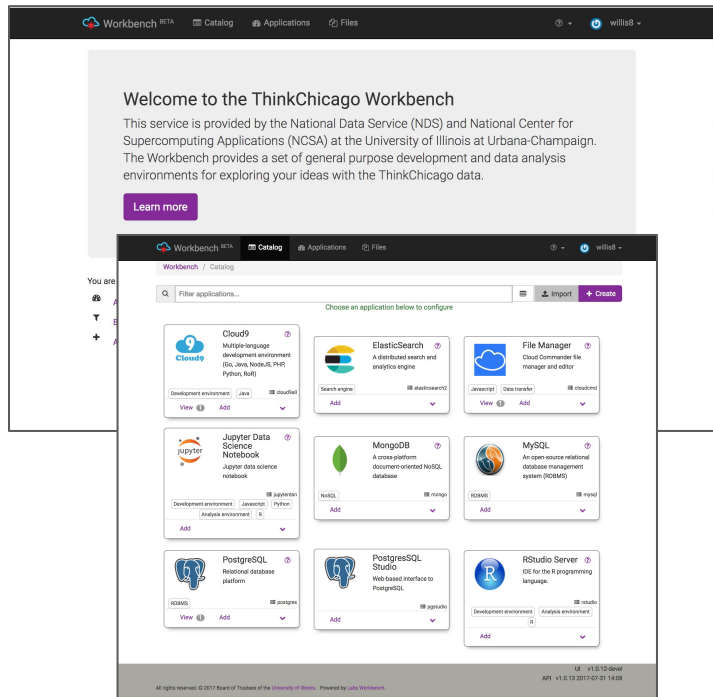 Workbench BETA Catalog Applications Files willis8
Welcome to the ThinkChicago Workbench
This service is provided by the National Data Service (NDS) and National Center for
Supercomputing Applications (NCSA) at the University of Illinois at Urbana-Champaign.
The Workbench provides a set of general purpose development and data analysis
environments for exploring your ideas with the ThinkChicago data.
Learn more
You are
A
B
A
Workbench BETA Catalog Applications Files willis8
Workbench / Catalog
Filter applications... Import + Create
Choose an application below to configure
Cloud9
Multiple-language
development environment
(Go, Java, NodeJS, PHP,
Python, RoR)
9
Cloud9
Development environment Java cloud9all
View 1 Add
ElasticSearch
A distributed search and
analytics engine
Search engine elasticsearch2
Add
File Manager
Cloud Commander file
manager and editor
Javascript Data transfer cloudcmd
View 1 Add
Jupyter Data
Science
Notebook
Jupyter data science
notebook
jupyter
jupyterdsn
Development environment Javascript Python
Analysis environment R
Add
MongoDB
A cross-platform
document-oriented NoSQL
database
NoSQL mongo
Add
MySQL
An open-source relational
database management
system (RDBMS)
RDBMS mysql
Add
PostgreSQL
Relational database
platform
RDBMS postgres
View 1 Add
PostgresSQL
Studio
Web-based interface to
PostgreSQL
pgstudio
Add
RStudio Server
IDE for the R programming
language.
R
rstudio
Development environment Analysis environment
R
Add
UI v1.0.12-devel
API v1.0.13 2017-07-31 14:08
All rights reserved. © 2017 Board of Trustees of the University of Illinois. Powered by Labs Workbench.